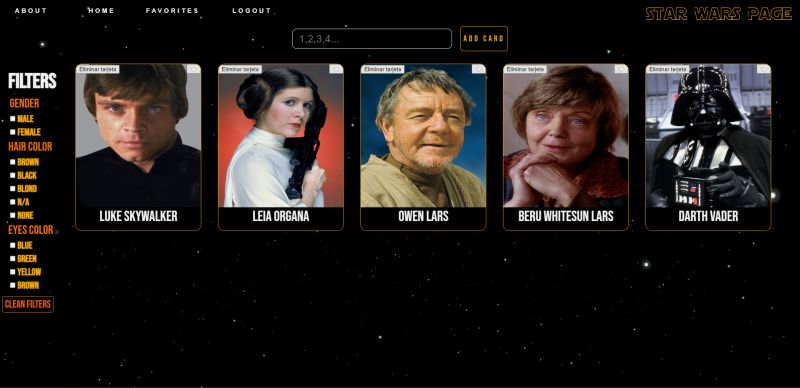 ABOUT
HOME
FAVORITES
LOGOUT
STAR WARS PAGE
1,2,3,4...
ADD CARD
FILTERS
GENDER
MALE
FEMALE
HAIR COLOR
BROWN
BLACK
BLOND
N/A
NONE
EYES COLOR
BLUE
GREEN
YELLOW
BROWN
CLEAN FILTERS
Eliminar tarjeta
LUKE SKYWALKER
Eliminar tarjeta
LEIA ORGANA
Eliminar tarjeta
OWEN LARS
Eliminar tarjeta
BERU WHITESUN LARS
Eliminar tarjeta
DARTH VADER